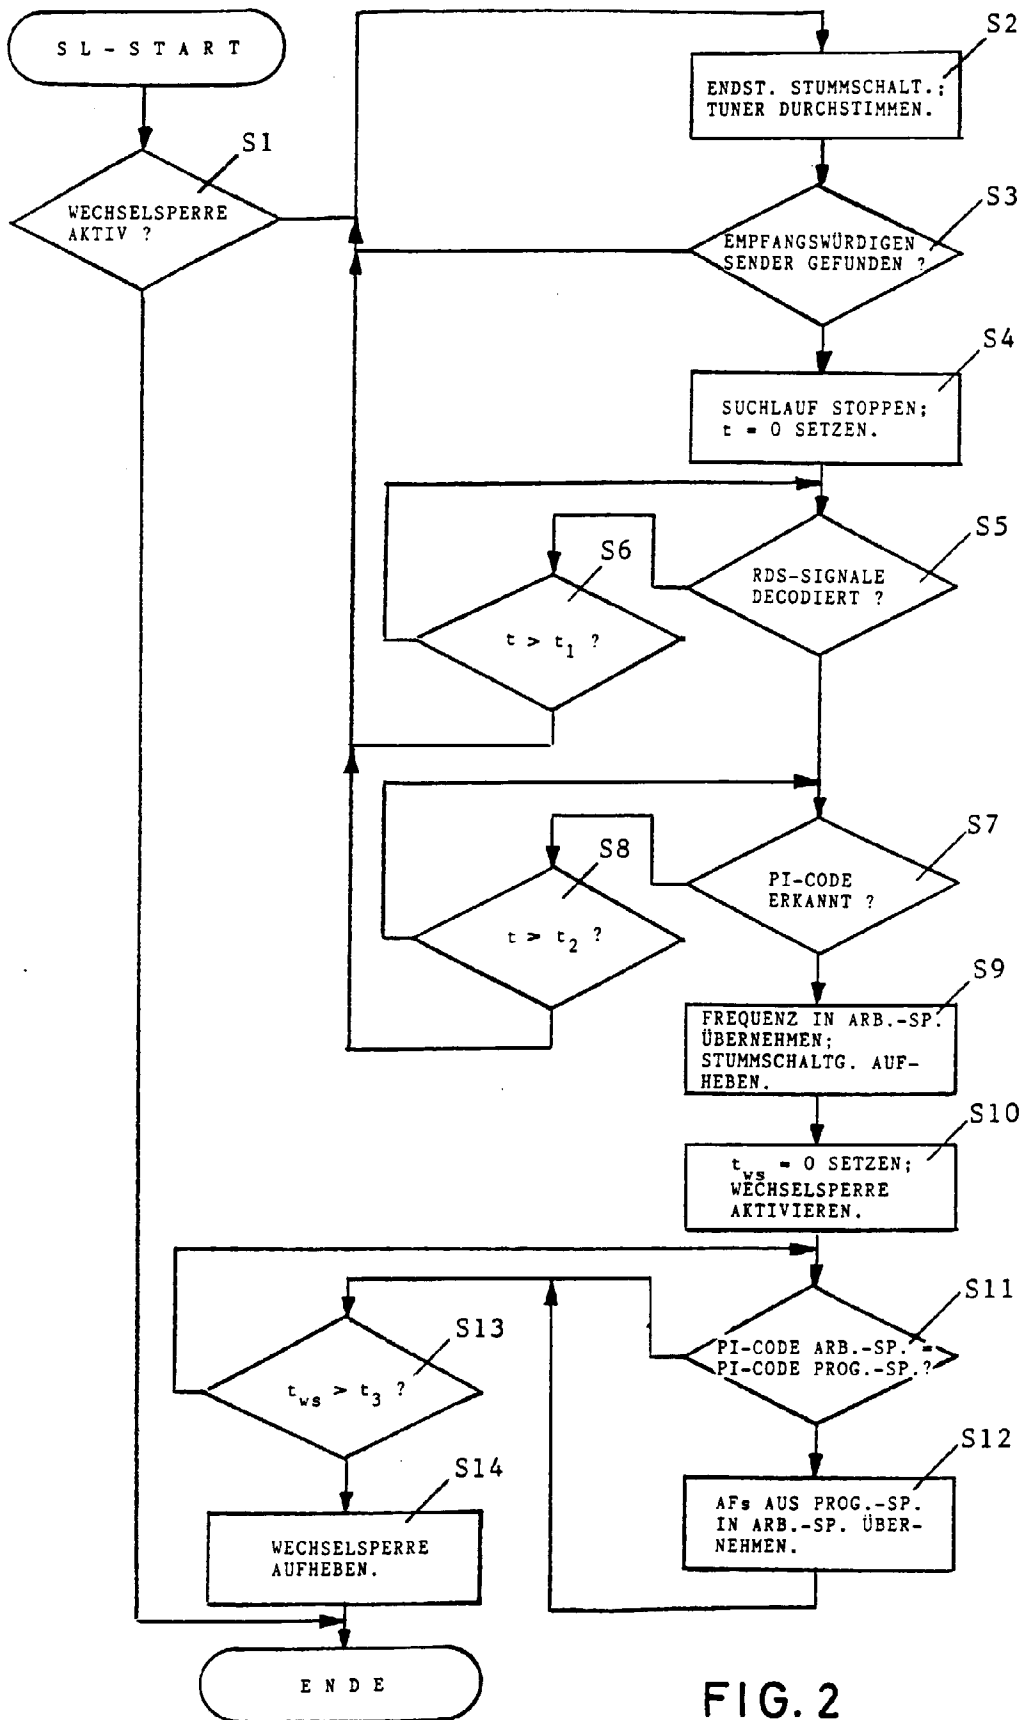 SL-START
S1
WECHSELSPERRE
AKTIV ?
S2
ENDST. STUMMSCHALT.;
TUNER DURCHSTIMMEN.
S3
EMPFANGSWÜRDIGEN
SENDER GEFUNDEN ?
S4
SUCHLAUF STOPPEN;
t = 0 SETZEN.
S5
RDS-SIGNALE
DECODIERT ?
S6
t > t1 ?
S7
PI-CODE
ERKANNT ?
S8
t > t2 ?
S9
FREQUENZ IN ARB.-SP.
ÜBERNEHMEN;
STUMMSCHALTG. AUF-
HEBEN.
S10
tws = 0 SETZEN;
WECHSELSPERRE
AKTIVIEREN.
S11
PI-CODE ARB.-SP. =
PI-CODE PROG.-SP.?
S12
AFs AUS PROG.-SP.
IN ARB.-SP. ÜBER-
NEHMEN.
S13
tws > t3 ?
S14
WECHSELSPERRE
AUFHEBEN.
ENDE
FIG. 2